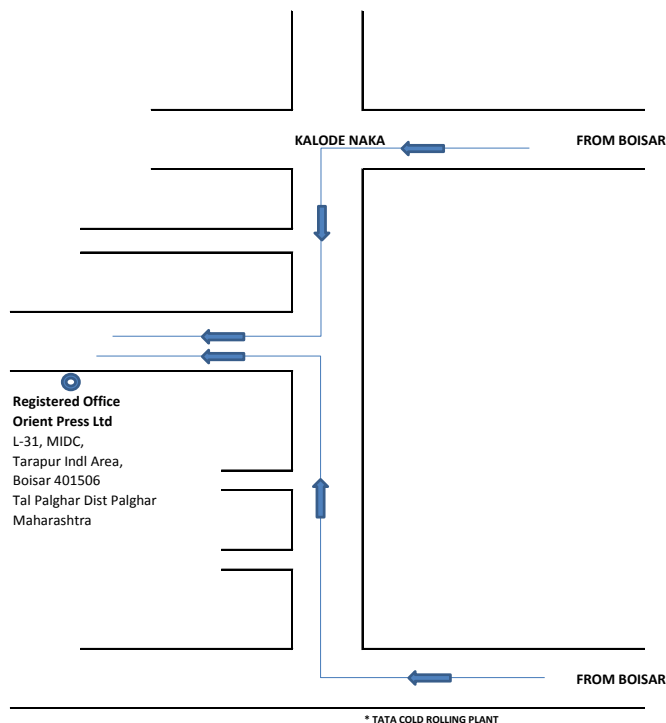 KALODE NAKA
FROM BOISAR
Registered Office
Orient Press Ltd
L-31, MIDC,
Tarapur Indl Area,
Boisar 401506
Tal Palghar Dist Palghar
Maharashtra
FROM BOISAR
* TATA COLD ROLLING PLANT